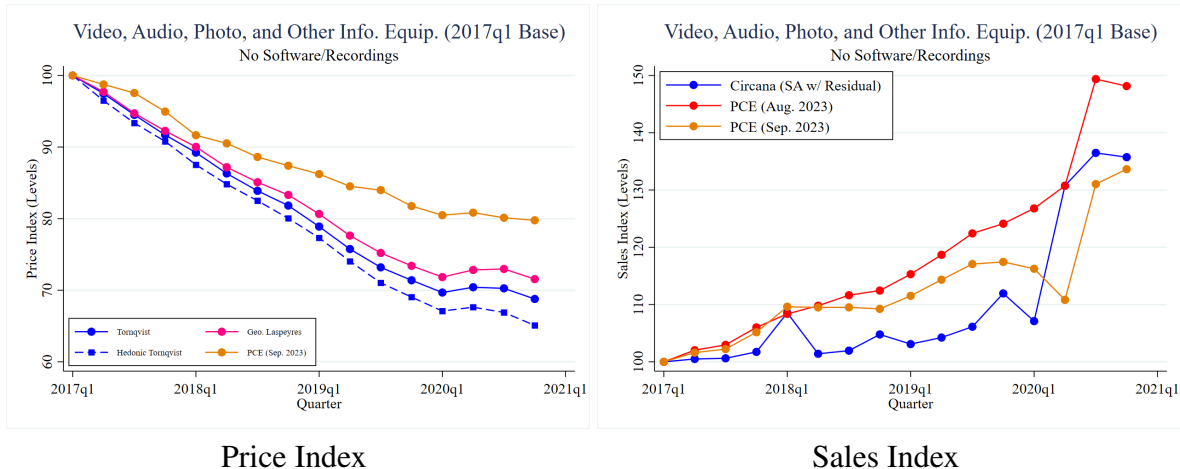 Video, Audio, Photo, and Other Info. Equip. (2017q1 Base)
No Software/Recordings
Price Index (Levels)
100
90
80
70
60
Tornqvist
Geo. Laspeyres
Hedonic Tornqvist
PCE (Sep. 2023)
2017q1
2018q1
2019q1
2020q1
2021q1
Quarter
Price Index
Video, Audio, Photo, and Other Info. Equip. (2017q1 Base)
No Software/Recordings
Sales Index (Levels)
150
140
130
120
110
100
Circana (SA w/ Residual)
PCE (Aug. 2023)
PCE (Sep. 2023)
2017q1
2018q1
2019q1
2020q1
2021q1
Quarter
Sales Index